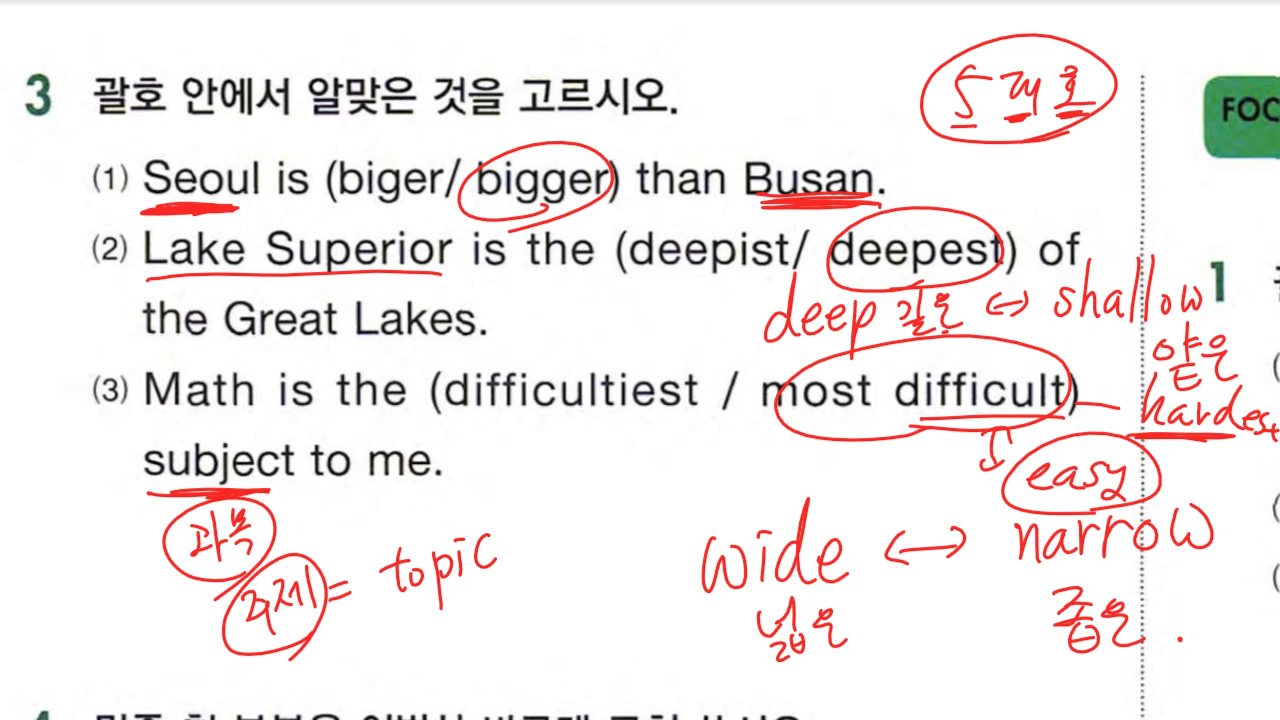 3 괄호 안에서 알맞은 것을 고르시오.
5대호
FOC
(1) Seoul is (biger/ bigger) than Busan.
(2) Lake Superior is the (deepist/ deepest) of
the Great Lakes.
deep 깊은 ↔ shallow
얕은
1
(3) Math is the (difficultiest / most difficult)
hardest
subject to me.
easy
과목
주제 = topic
wide ↔ narrow
넓은 좁은.